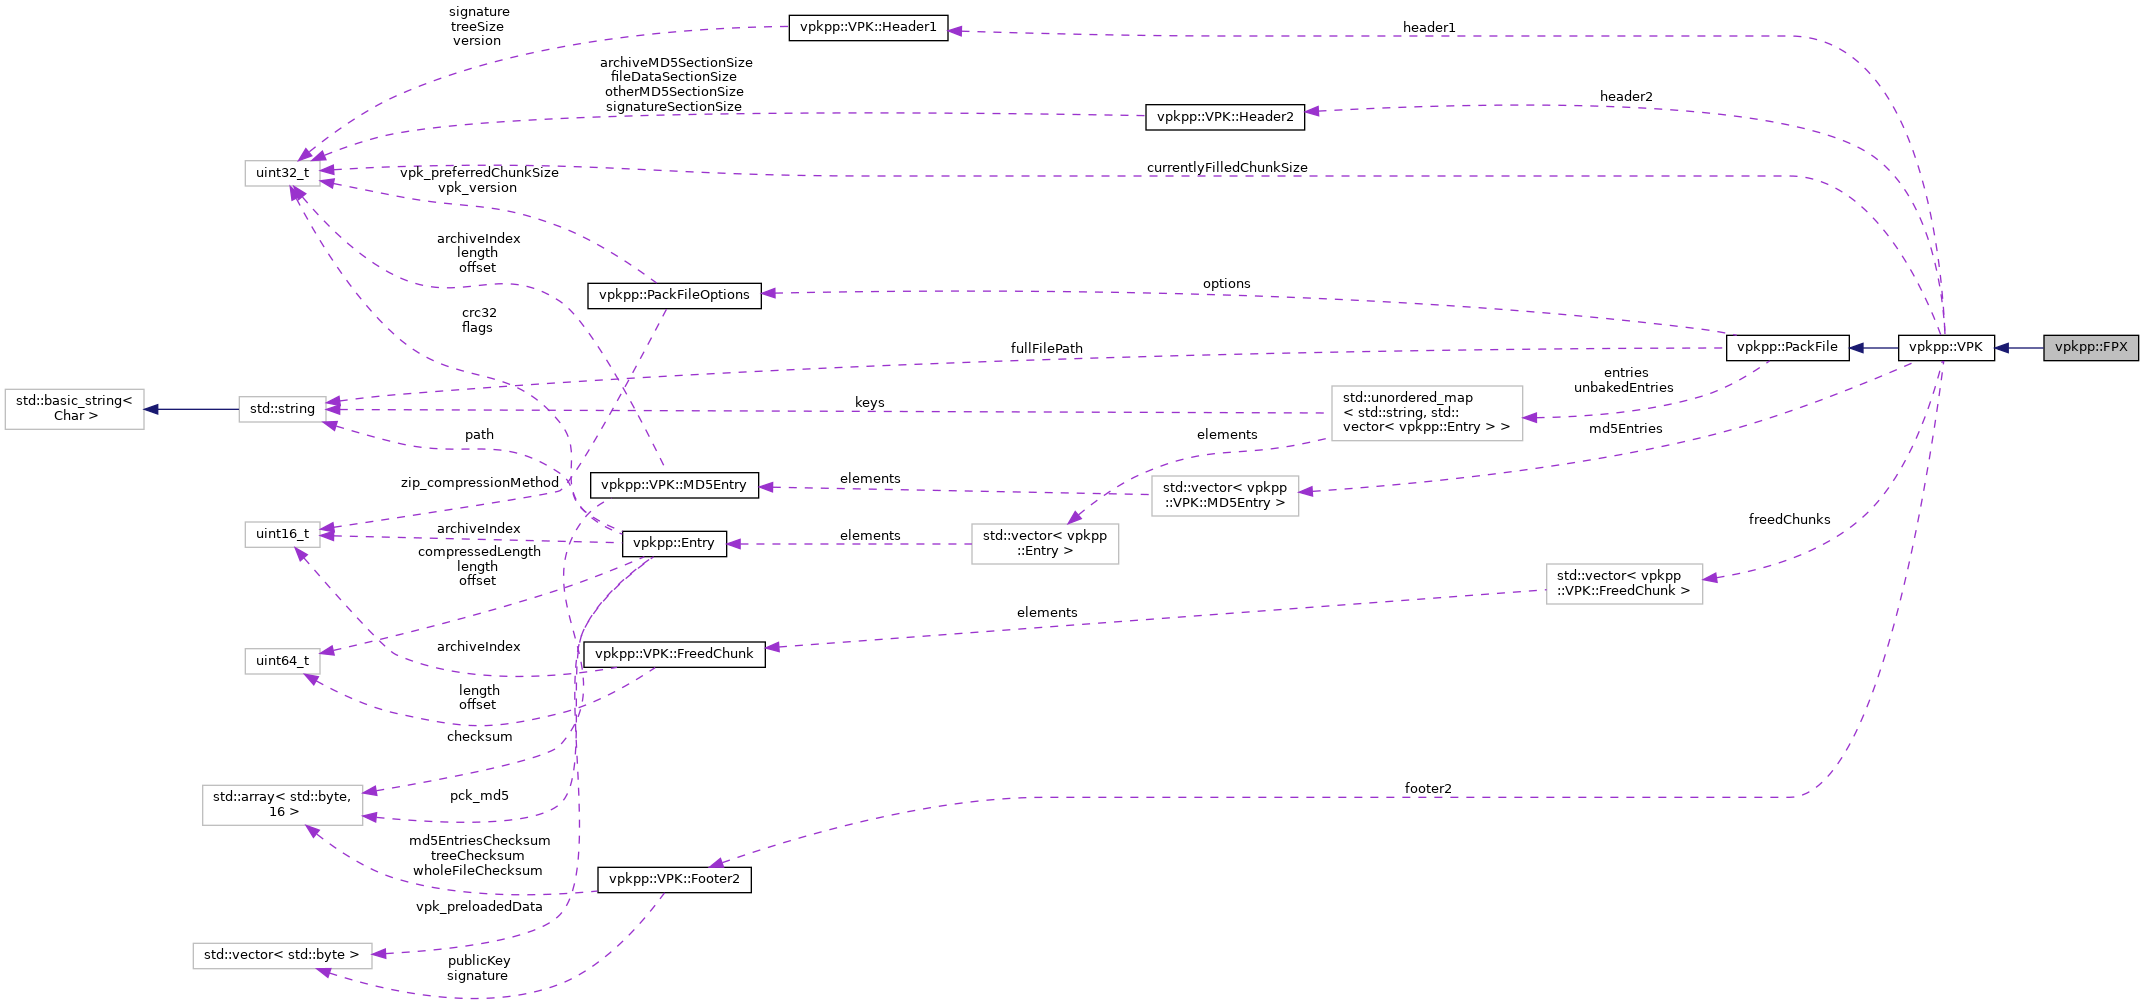 signature
treeSize
version
vpkpp::VPK::Header1
header1
archiveMD5SectionSize
fileDataSectionSize
otherMD5SectionSize
signatureSectionSize
vpkpp::VPK::Header2
header2
uint32_t
vpk_preferredChunkSize
vpk_version
currentlyFilledChunkSize
archiveIndex
length
offset
vpkpp::PackFileOptions
options
crc32
flags
fullFilePath
vpkpp::PackFile
vpkpp::VPK
vpkpp::FPX
std::basic_string<
Char >
std::string
keys
std::unordered_map
< std::string, std::
vector< vpkpp::Entry > >
entries
unbakedEntries
path
elements
md5Entries
zip_compressionMethod
vpkpp::VPK::MD5Entry
elements
std::vector< vpkpp
::VPK::MD5Entry >
uint16_t
archiveIndex
vpkpp::Entry
elements
std::vector< vpkpp
::Entry >
freedChunks
compressedLength
length
offset
std::vector< vpkpp
::VPK::FreedChunk >
elements
uint64_t
archiveIndex
vpkpp::VPK::FreedChunk
length
offset
checksum
std::array< std::byte,
16 >
pck_md5
footer2
md5EntriesChecksum
treeChecksum
wholeFileChecksum
vpkpp::VPK::Footer2
vpk_preloadedData
std::vector< std::byte >
publicKey
signature